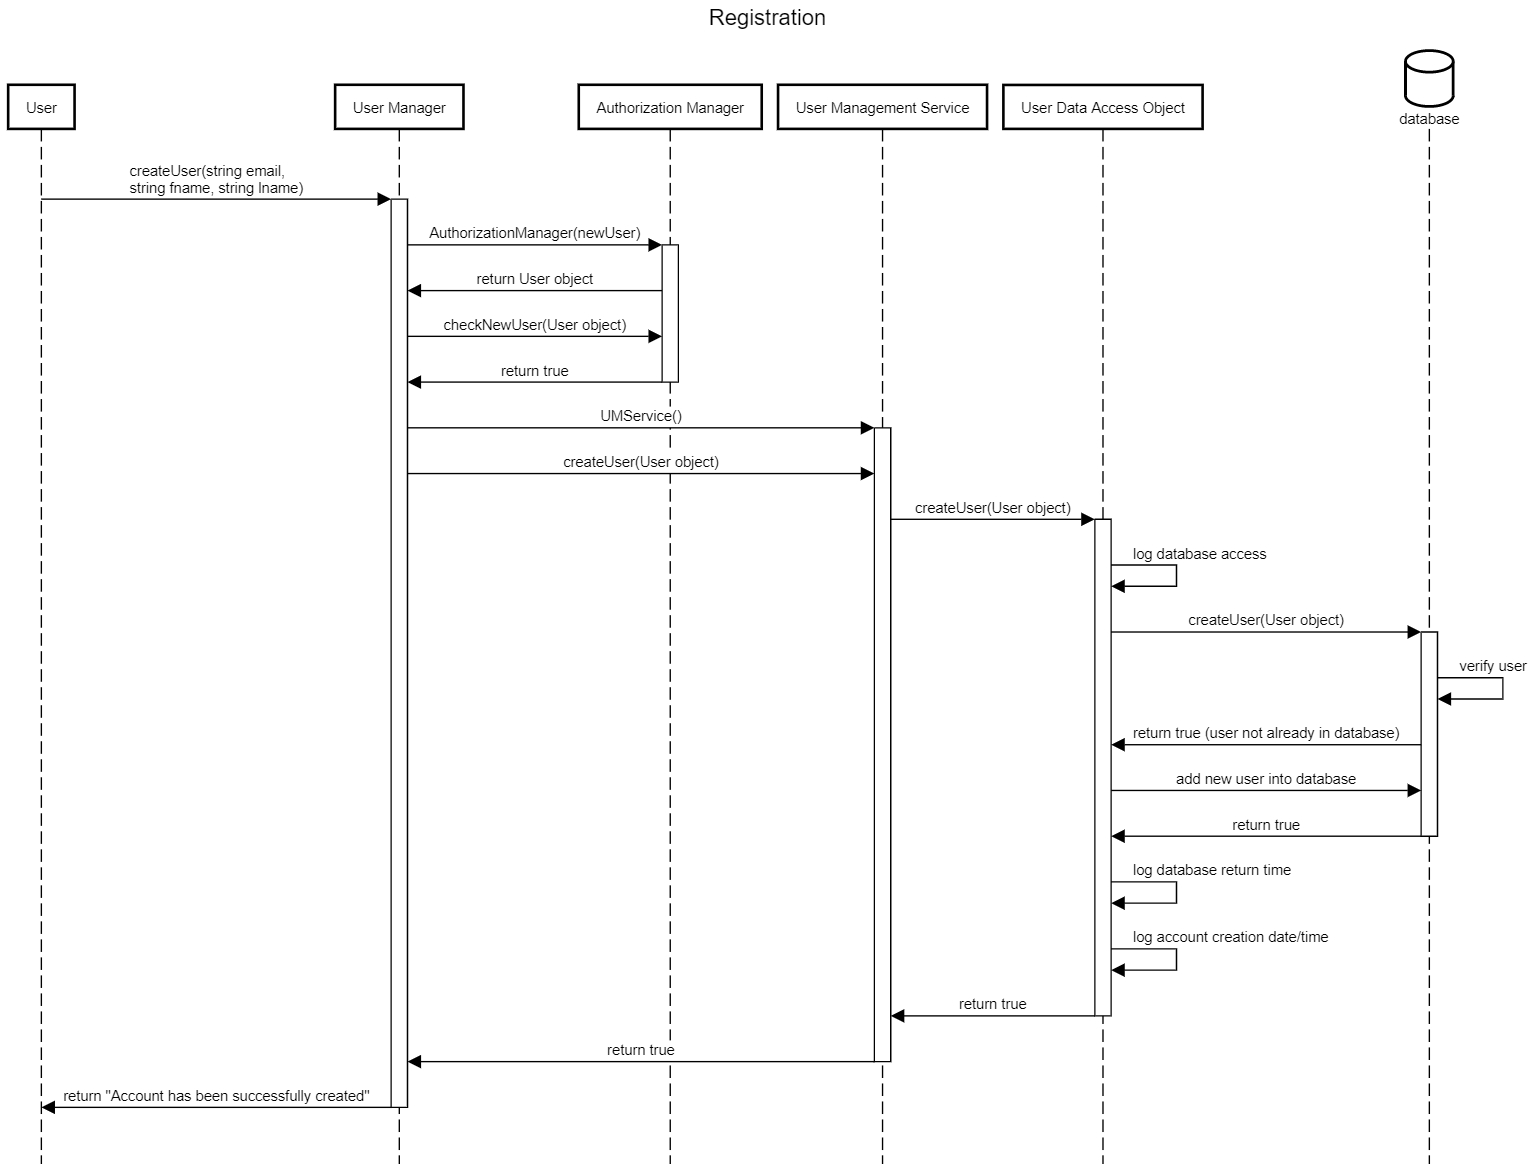 Registration
User
User Manager
Authorization Manager
User Management Service
User Data Access Object
database
createUser(string email,
string fname, string lname)
AuthorizationManager(newUser)
return User object
checkNewUser(User object)
return true
UMService()
createUser(User object)
createUser(User object)
log database access
createUser(User object)
verify user
return true (user not already in database)
add new user into database
return true
log database return time
log account creation date/time
return true
return true
return "Account has been successfully created"